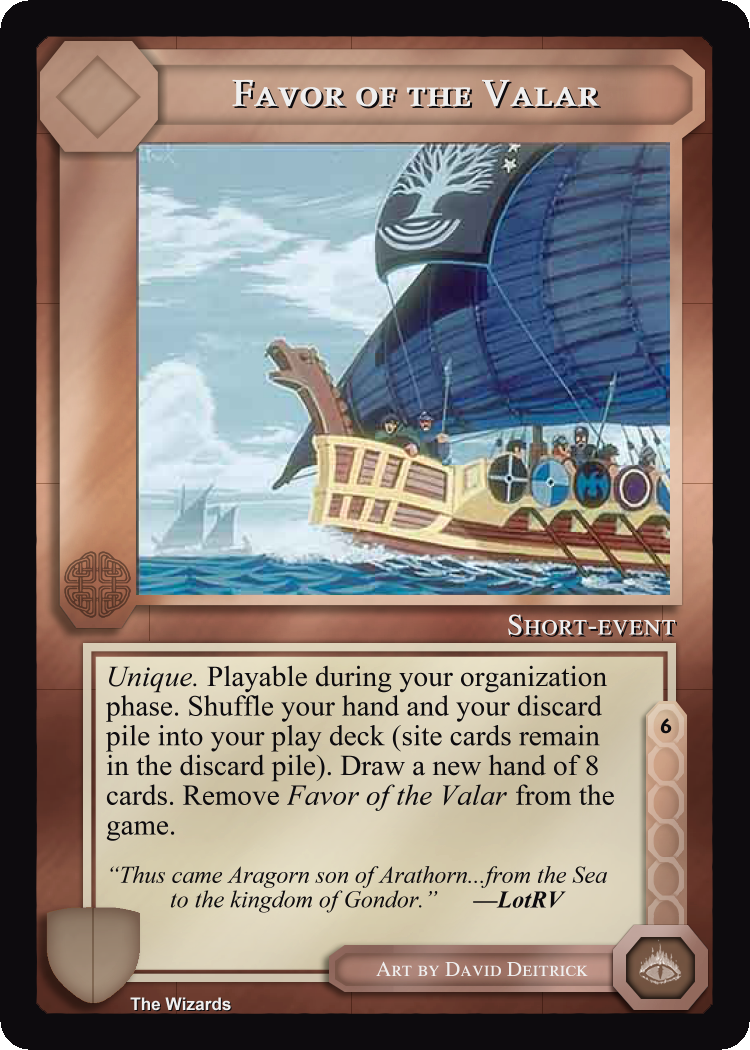 Favor of the Valar
Short-event
Unique. Playable during your organization
phase. Shuffle your hand and your discard
pile into your play deck (site cards remain
in the discard pile). Draw a new hand of 8
cards. Remove Favor of the Valar from the
game.
6
“Thus came Aragorn son of Arathorn...from the Sea
to the kingdom of Gondor.” —LotRV
Art by David Deitrick
The Wizards